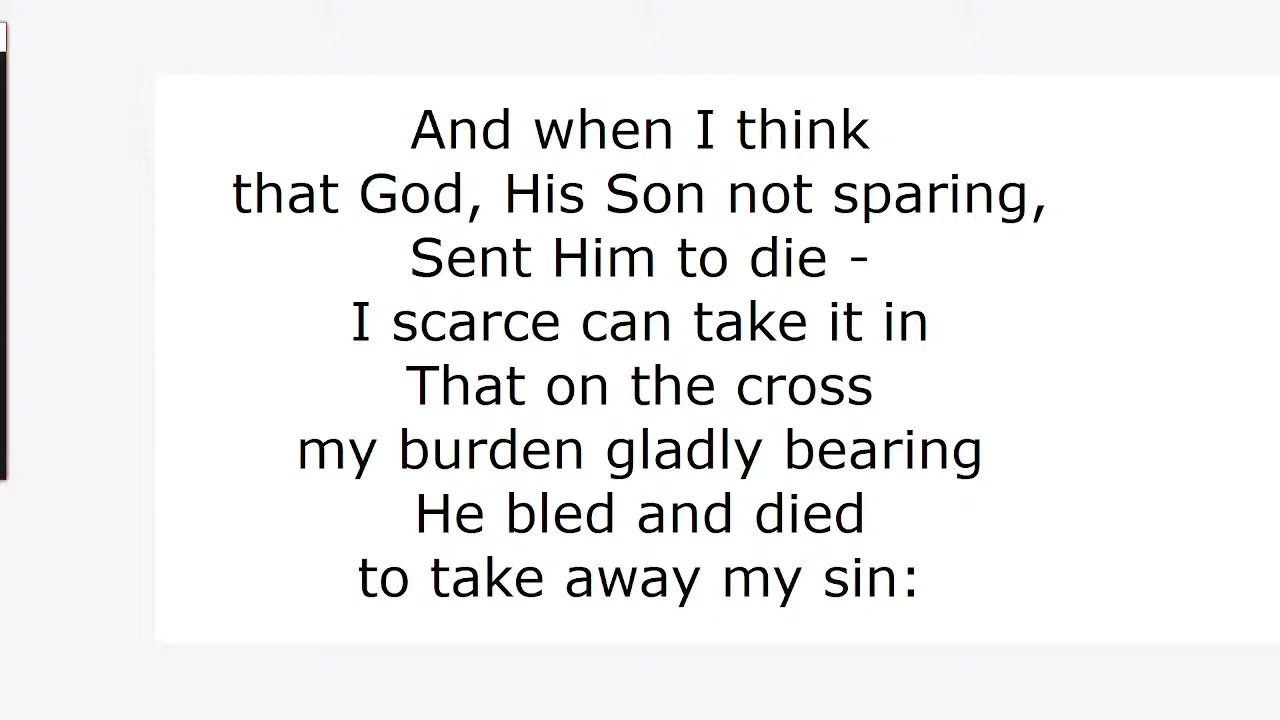 And when I think
that God, His Son not sparing,
Sent Him to die -
I scarce can take it in
That on the cross
my burden gladly bearing
He bled and died
to take away my sin: